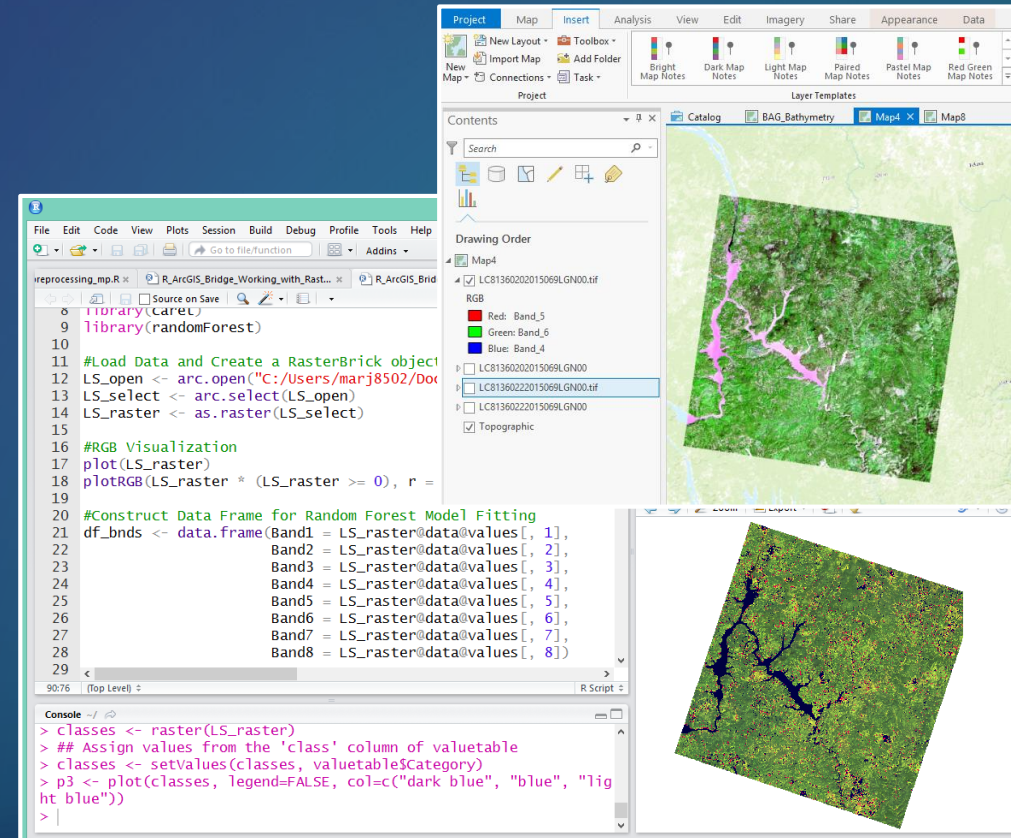 Project Map Insert Analysis View Edit Imagery Share Appearance Data
New Layout Toolbox
Import Map Add Folder
New Map Connections Task
Project
Bright Map Notes
Dark Map Notes
Light Map Notes
Paired Map Notes
Pastel Map Notes
Red Green Map Notes
Layer Templates
Contents
Search
Drawing Order
Map4
LC81360202015069LGN00.tif
RGB
Red: Band_5
Green: Band_6
Blue: Band_4
LC81360202015069LGN00
LC81360222015069LGN00.tif
LC81360222015069LGN00
Topographic
Catalog BAG_Bathymetry Map4 Map8
File Edit Code View Plots Session Build Debug Profile Tools Help
Go to file/function Addins
reprocessing_mp.R R_ArcGIS_Bridge_Working_with_Rast... R_ArcGIS_Brid
Source on Save
8 library(caret)
9 library(randomForest)
10
11 #Load Data and Create a RasterBrick object
12 LS_open <- arc.open("C:/Users/marj8502/Doc
13 LS_select <- arc.select(LS_open)
14 LS_raster <- as.raster(LS_select)
15
16 #RGB Visualization
17 plot(LS_raster)
18 plotRGB(LS_raster * (LS_raster >= 0), r =
19
20 #Construct Data Frame for Random Forest Model Fitting
21 df_bnds <- data.frame(Band1 = LS_raster@data@values[, 1],
22 Band2 = LS_raster@data@values[, 2],
23 Band3 = LS_raster@data@values[, 3],
24 Band4 = LS_raster@data@values[, 4],
25 Band5 = LS_raster@data@values[, 5],
26 Band6 = LS_raster@data@values[, 6],
27 Band7 = LS_raster@data@values[, 7],
28 Band8 = LS_raster@data@values[, 8])
29
90:76 (Top Level) R Script
Console ~/
> classes <- raster(LS_raster)
> ## Assign values from the 'class' column of valuetable
> classes <- setValues(classes, valuetable$Category)
> p3 <- plot(classes, legend=FALSE, col=c("dark blue", "blue", "lig
ht blue"))
>
Zoom Export